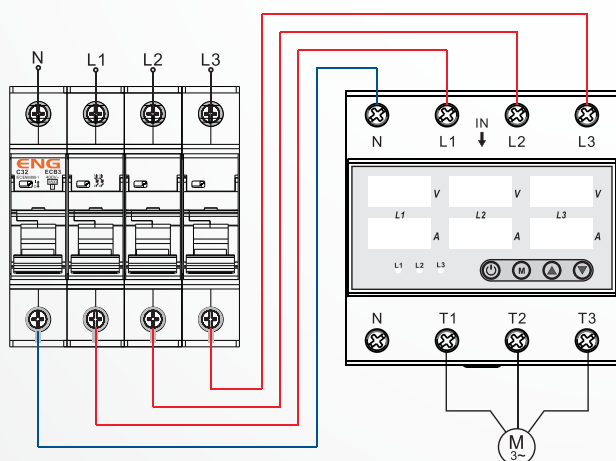 N L1 L2 L3
ENG
C32 ECB3
400V~
N L1 IN L2 L3
V V V
L1 L2 L3
A A A
L1 L2 L3
M
N T1 T2 T3
M
3~